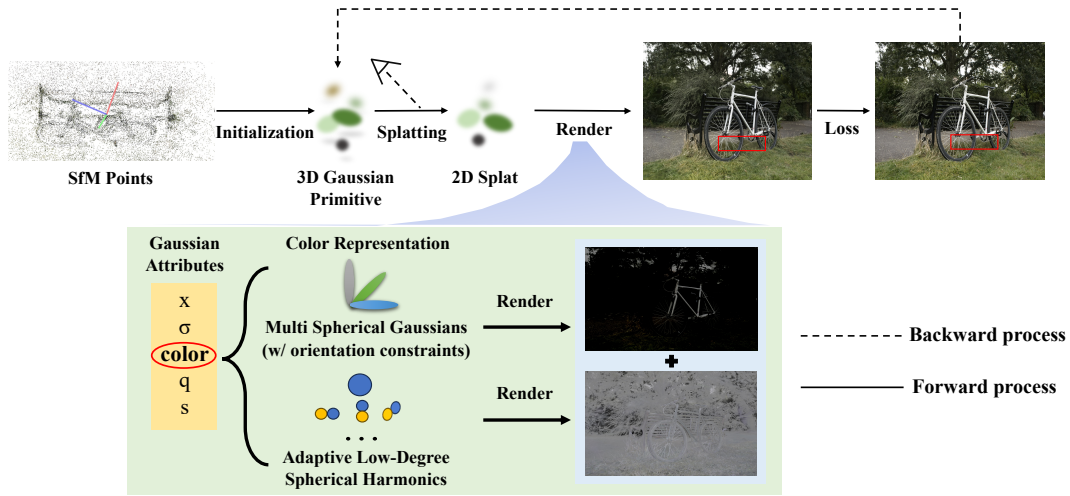 SfM Points
Initialization
3D Gaussian
Primitive
Splatting
2D Splat
Render
Loss
Gaussian
Attributes
x
σ
color
q
s
Color Representation
Multi Spherical Gaussians
(w/ orientation constraints)
Render
+
Render
. . .
Adaptive Low-Degree
Spherical Harmonics
Backward process
Forward process